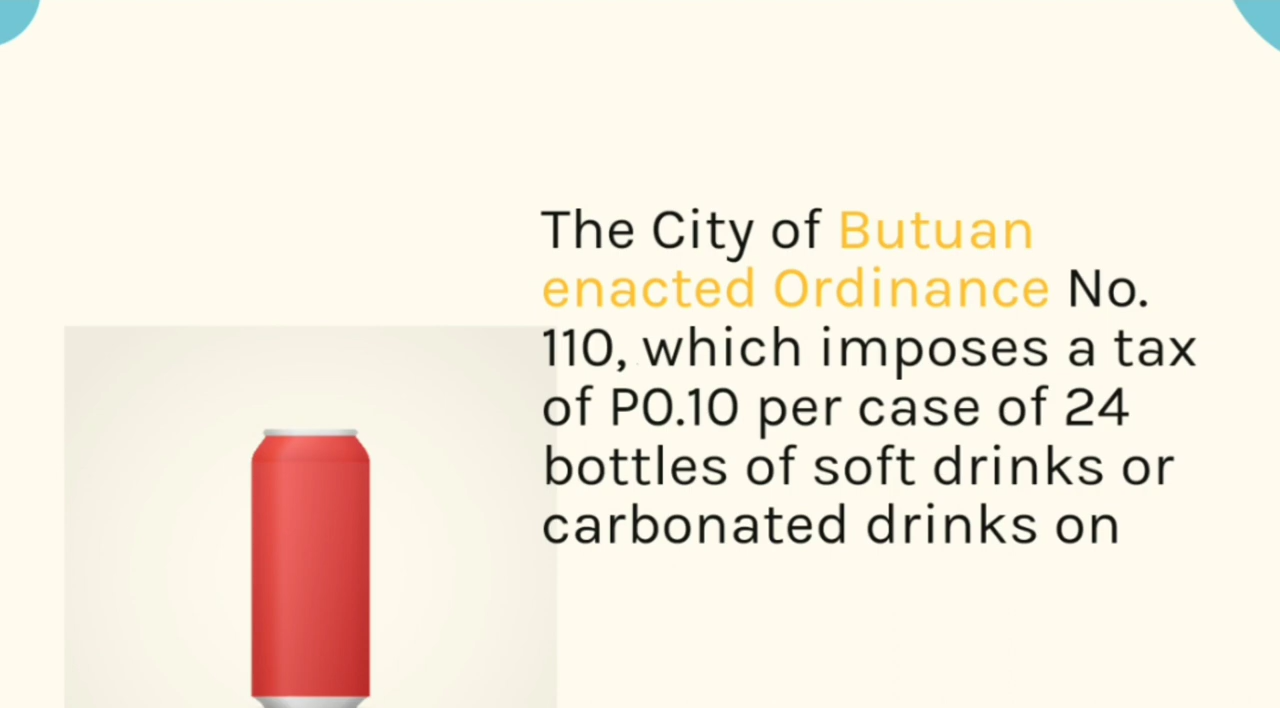 The City of Butuan
enacted Ordinance No.
110, which imposes a tax
of P0.10 per case of 24
bottles of soft drinks or
carbonated drinks on